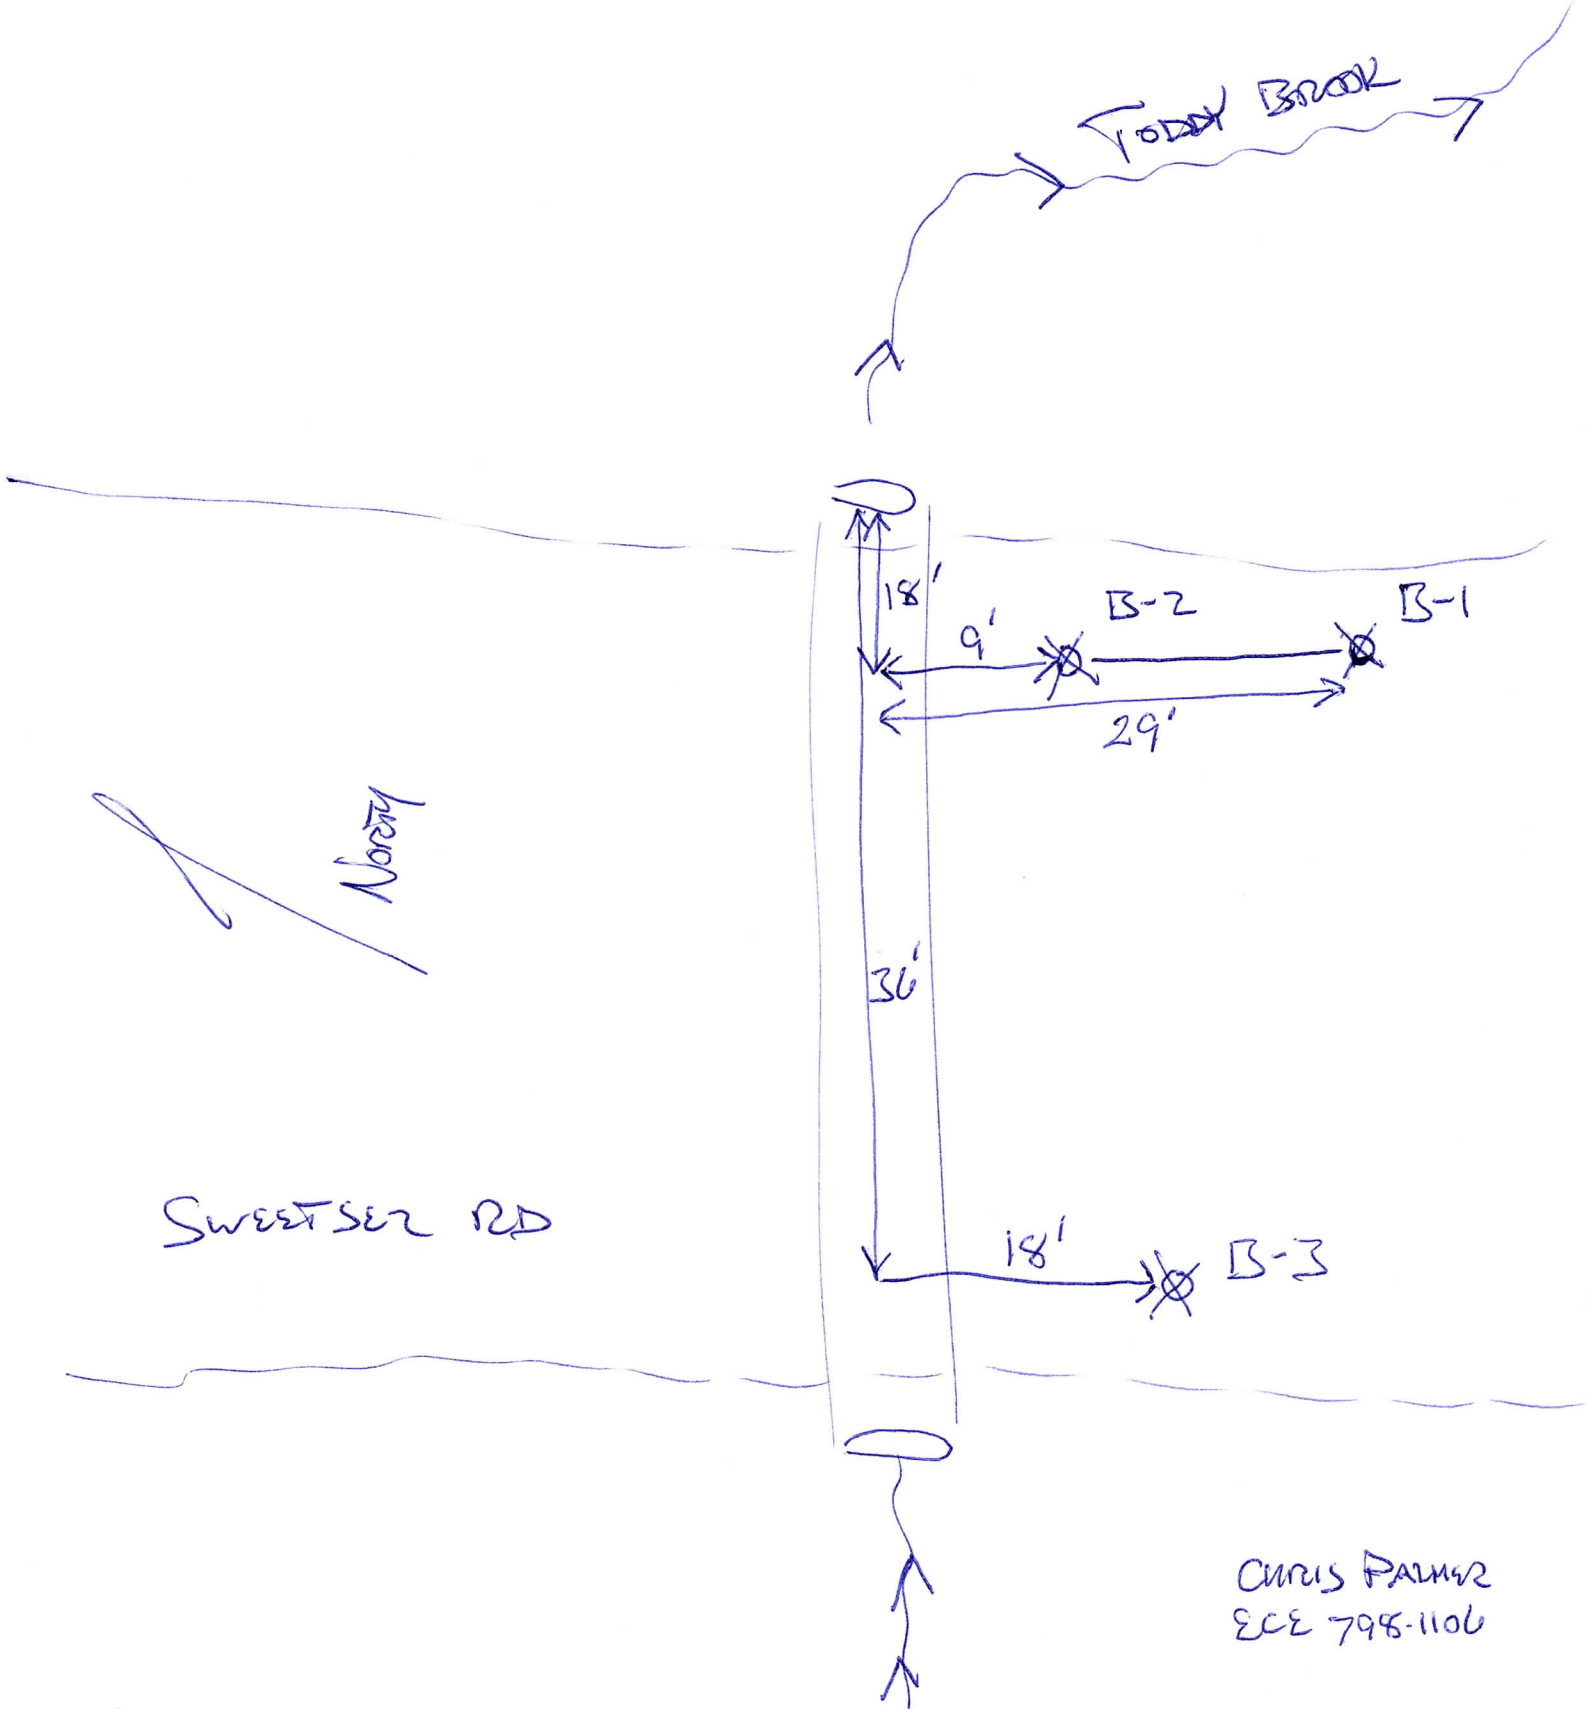 TODDY BROOK
18'
B-2
B-1
9'
29'
NORTH
36'
SWEETSER RD
18'
B-3
CHRIS PALMER
ECE 798-1106